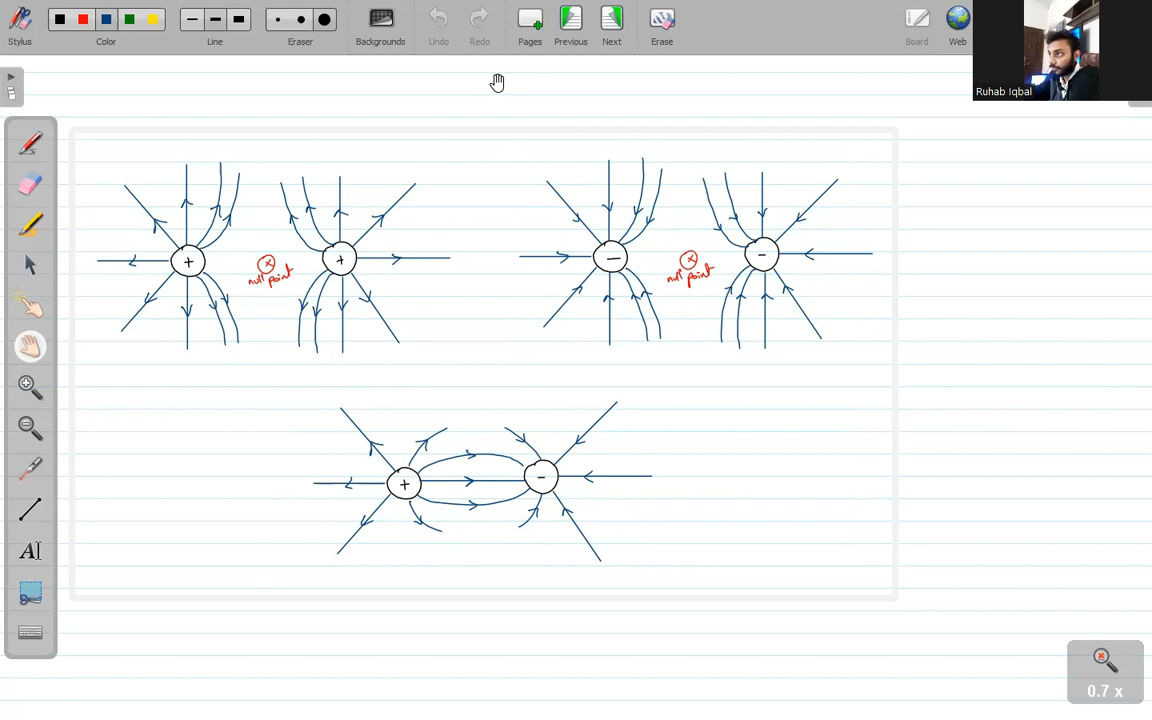 Stylus
Color
Line
Eraser
Backgrounds
Undo
Redo
Pages
Previous
Next
Erase
Board
Web
Ruhab Iqbal
+
+
null point
−
-
null point
+
-
A
0.7 x